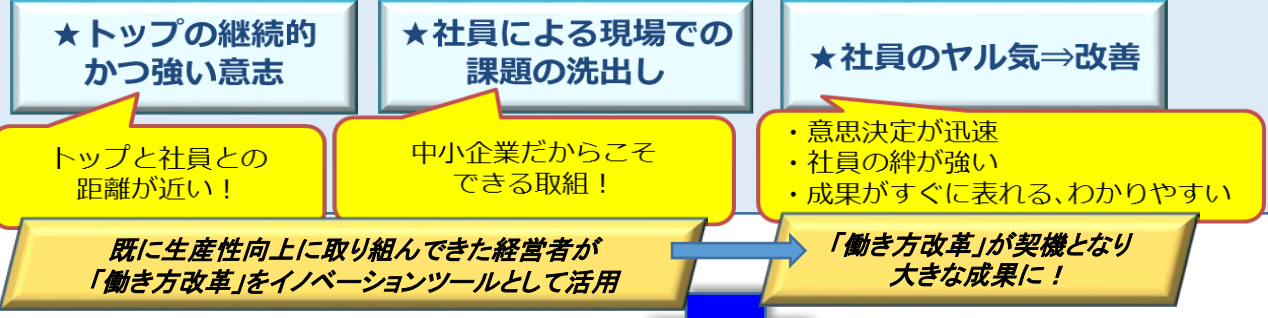 ★トップの継続的
かつ強い意志
★社員による現場での
課題の洗出し
★社員のヤル気⇒改善
トップと社員との
距離が近い！
中小企業だからこそ
できる取組！
・意思決定が迅速
・社員の絆が強い
・成果がすぐに表れる、わかりやすい
既に生産性向上に取り組んできた経営者が
「働き方改革」をイノベーションツールとして活用
「働き方改革」が契機となり
大きな成果に！